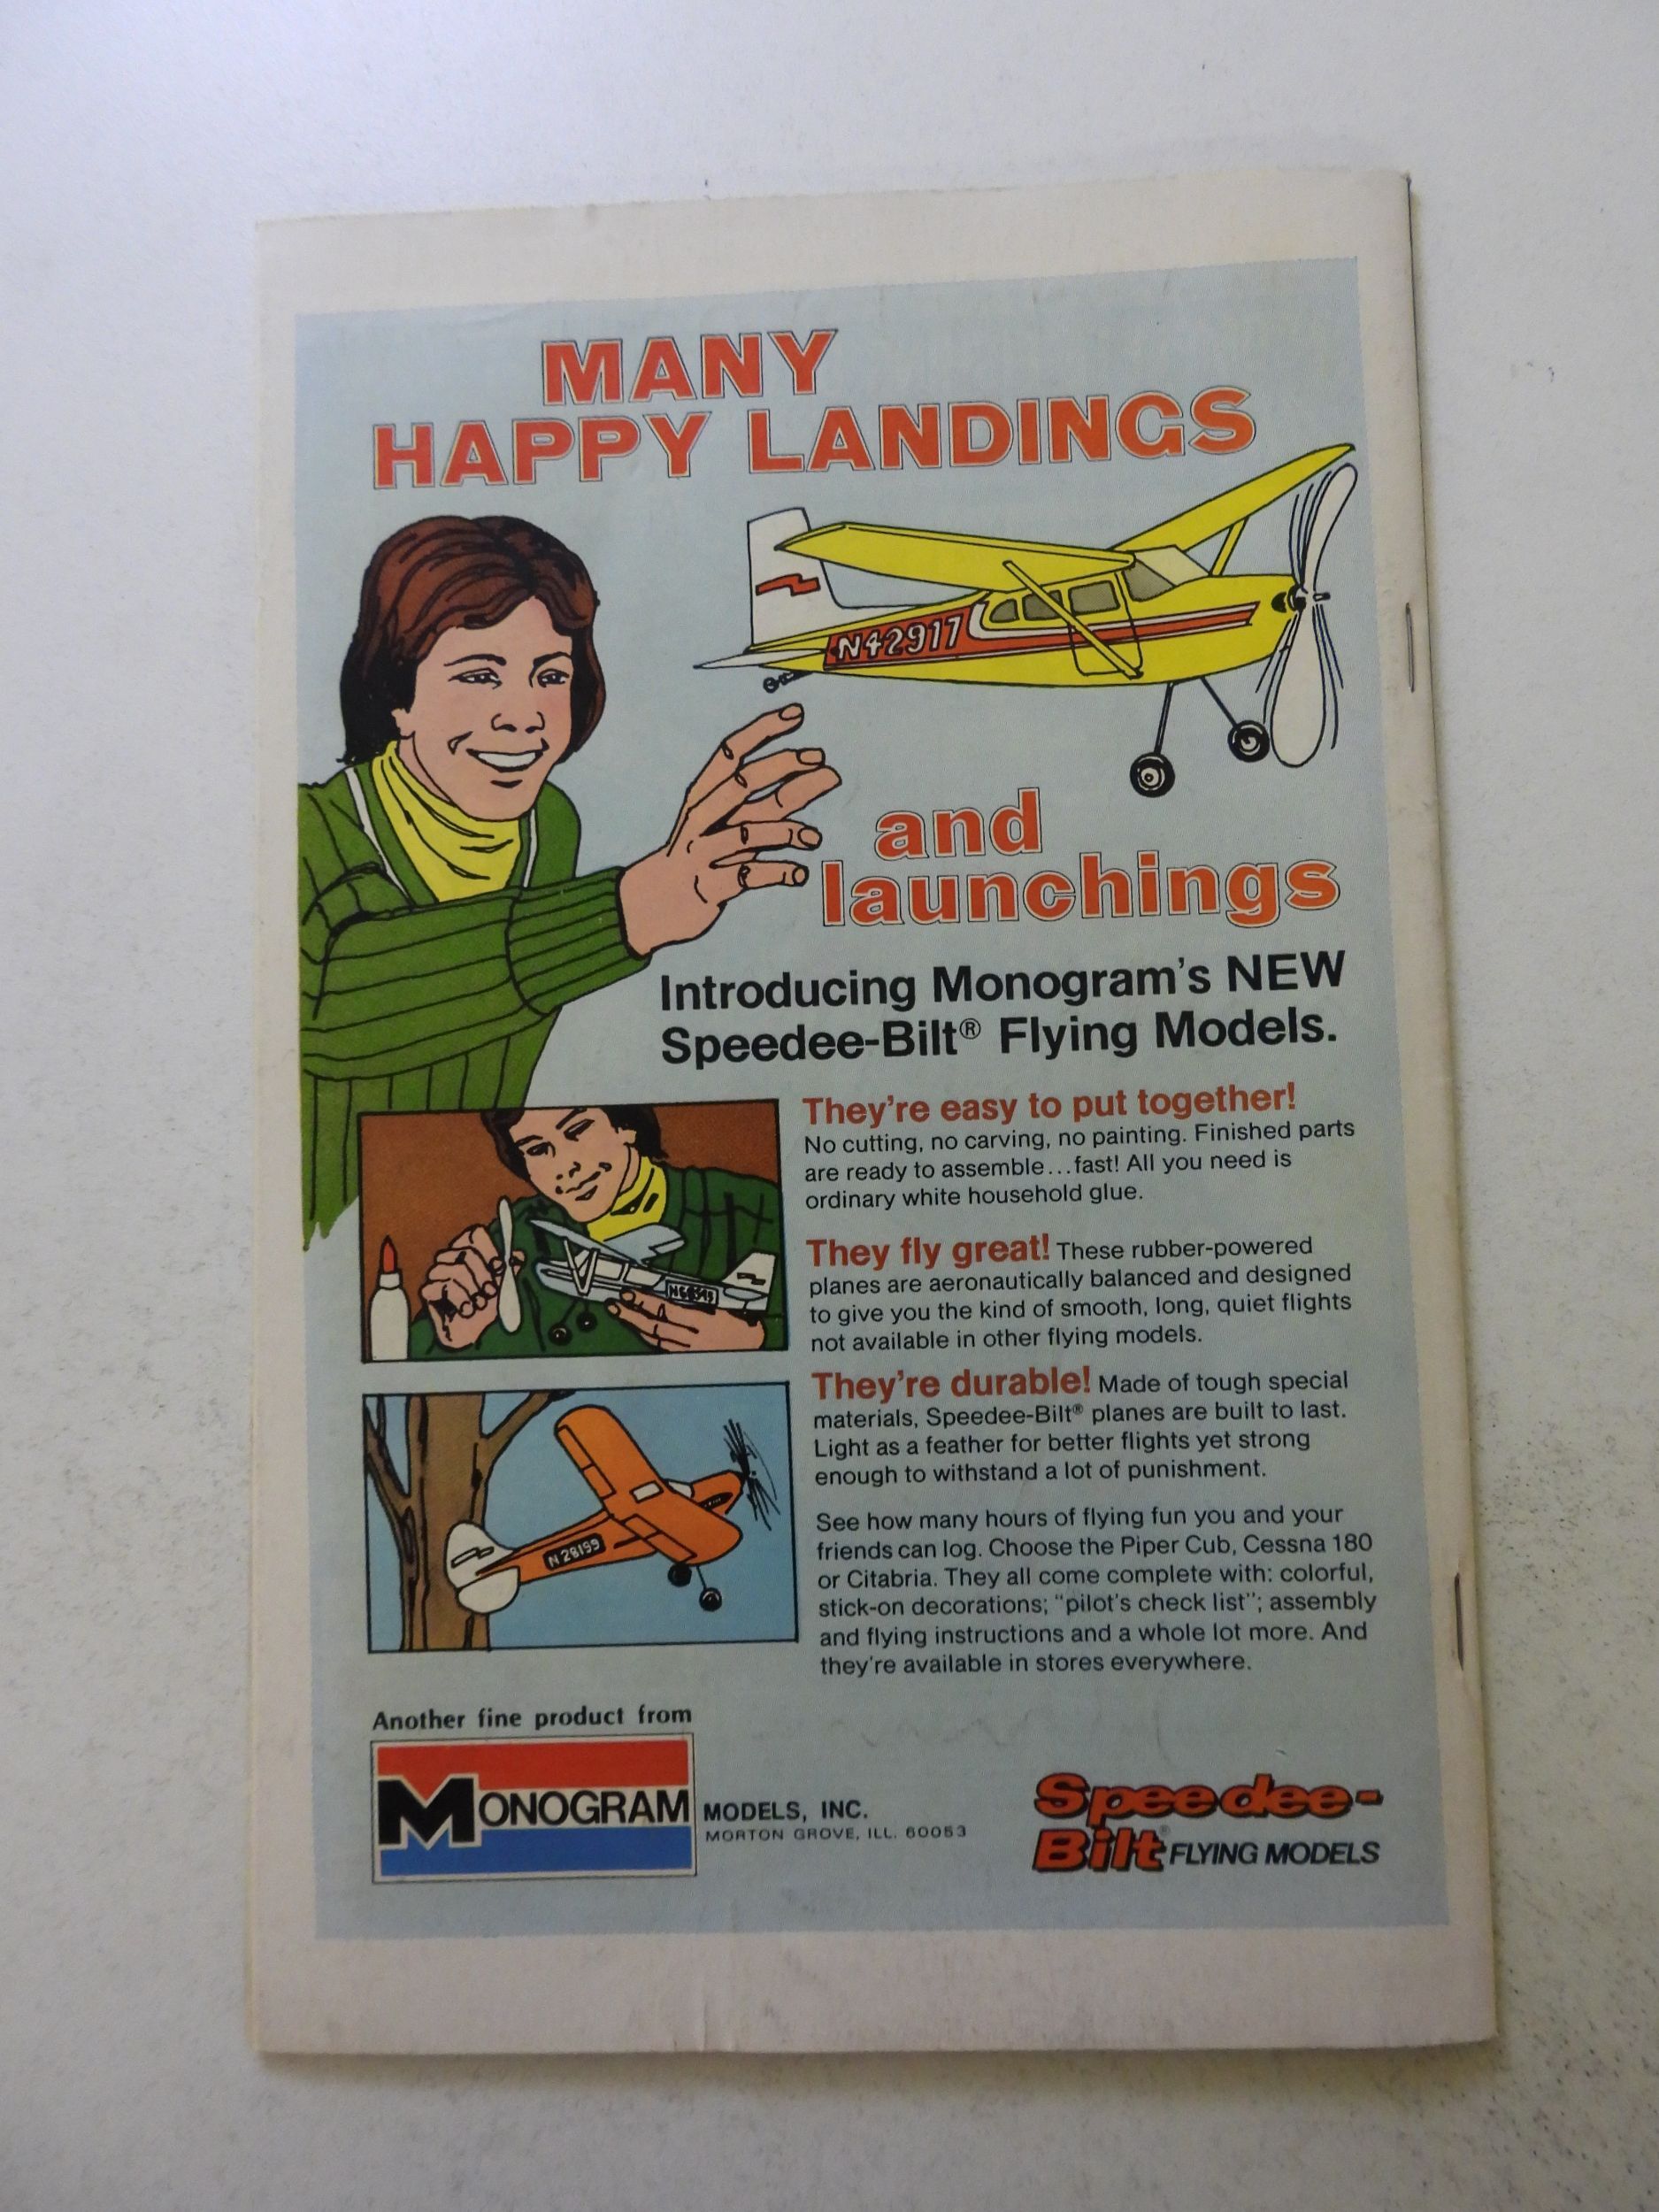 MANY
HAPPY LANDINGS
N42917
and
launchings
Introducing Monogram's NEW
Speedee-Bilt® Flying Models.
They're easy to put together!
No cutting, no carving, no painting. Finished parts
are ready to assemble...fast! All you need is
ordinary white household glue.
They fly great! These rubber-powered
planes are aeronautically balanced and designed
to give you the kind of smooth, long, quiet flights
not available in other flying models.
They're durable! Made of tough special
materials, Speedee-Bilt® planes are built to last.
Light as a feather for better flights yet strong
enough to withstand a lot of punishment.
N 28199
See how many hours of flying fun you and your
friends can log. Choose the Piper Cub, Cessna 180
or Citabria. They all come complete with: colorful,
stick-on decorations; "pilot's check list"; assembly
and flying instructions and a whole lot more. And
they're available in stores everywhere.
Another fine product from
MONOGRAM MODELS, INC.
MORTON GROVE, ILL. 60053
Speedee-
Bilt® FLYING MODELS